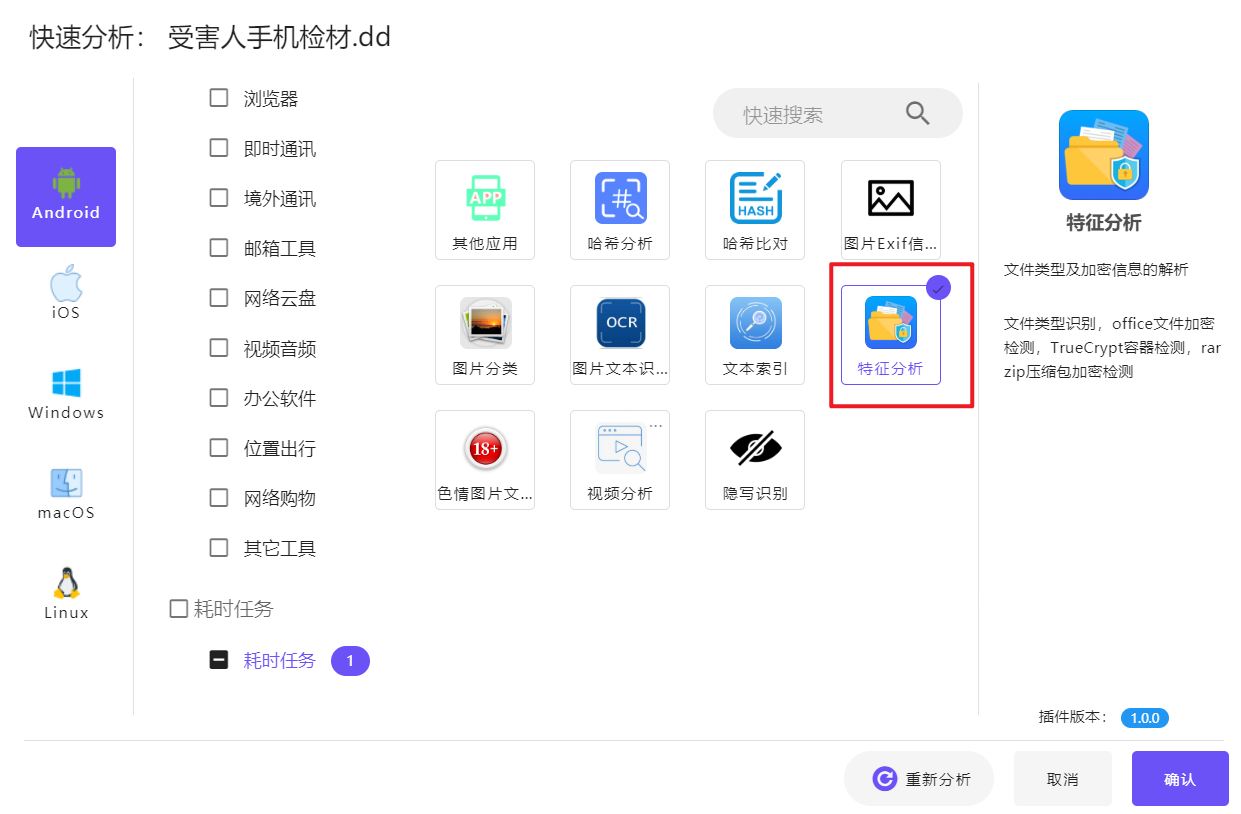 快速分析： 受害人手机检材.dd
Android
iOS
Windows
macOS
Linux
浏览器
即时通讯
境外通讯
邮箱工具
网络云盘
视频音频
办公软件
位置出行
网络购物
其它工具
耗时任务
耗时任务 1
快速搜索
APP
其他应用
哈希分析
HASH
哈希比对
图片Exif信...
图片分类
OCR
图片文本识...
文本索引
特征分析
18+
色情图片文...
视频分析
隐写识别
特征分析
文件类型及加密信息的解析
文件类型识别，office文件加密
检测，TrueCrypt容器检测，rar
zip压缩包加密检测
插件版本： 1.0.0
重新分析
取消
确认